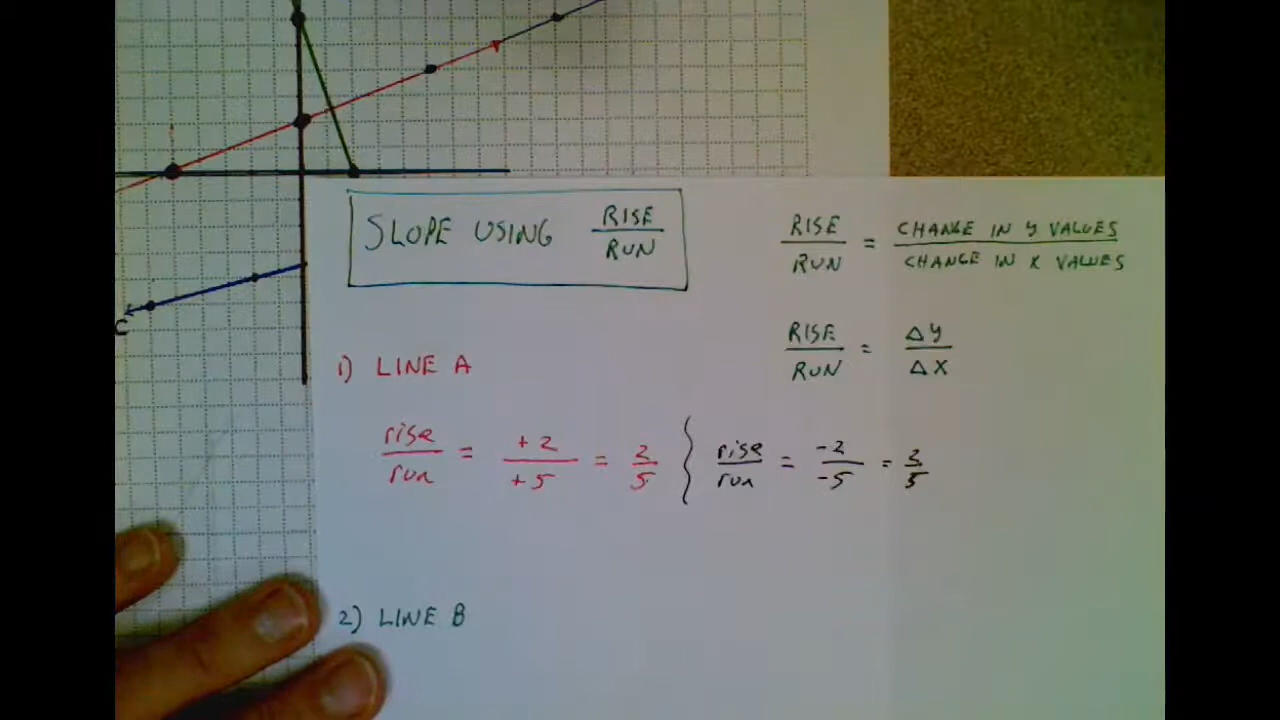 SLOPE USING RISE/RUN
RISE/RUN = CHANGE IN y VALUES/CHANGE IN X VALUES
RISE/RUN = Δy/ΔX
1) LINE A
rise/run = +2/+5 = 2/5 { rise/run = -2/-5 = 2/5
2) LINE B
C